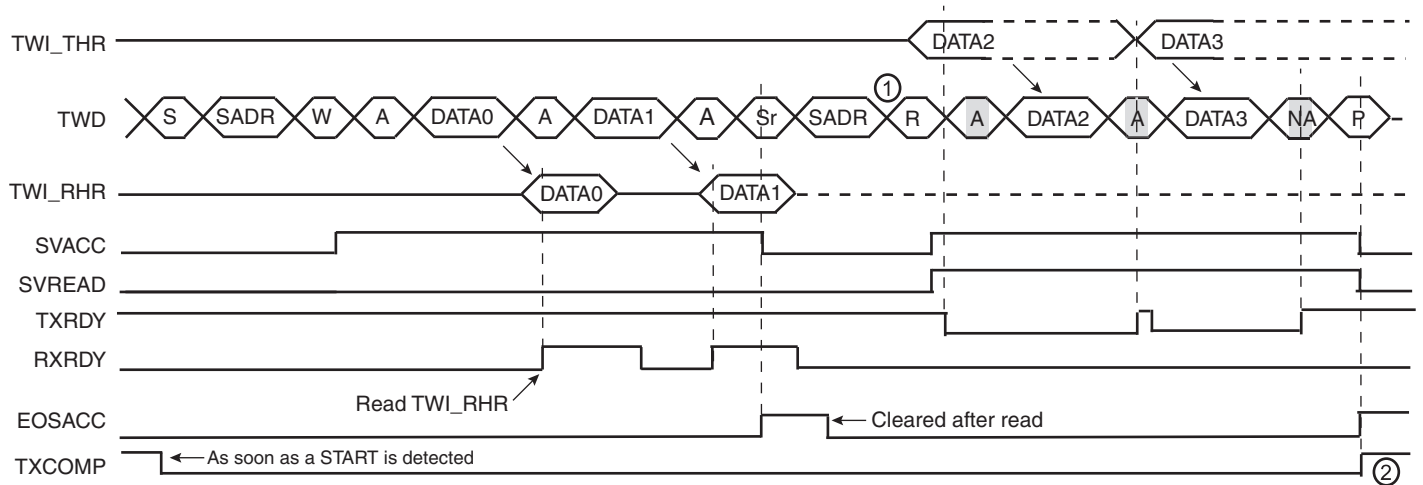 TWI_THR DATA2 DATA3
①
TWD S SADR W A DATA0 A DATA1 A Sr SADR R A DATA2 A DATA3 NA P
TWI_RHR DATA0 DATA1
SVACC
SVREAD
TXRDY
RXRDY
Read TWI_RHR
EOSACC Cleared after read
TXCOMP As soon as a START is detected ②